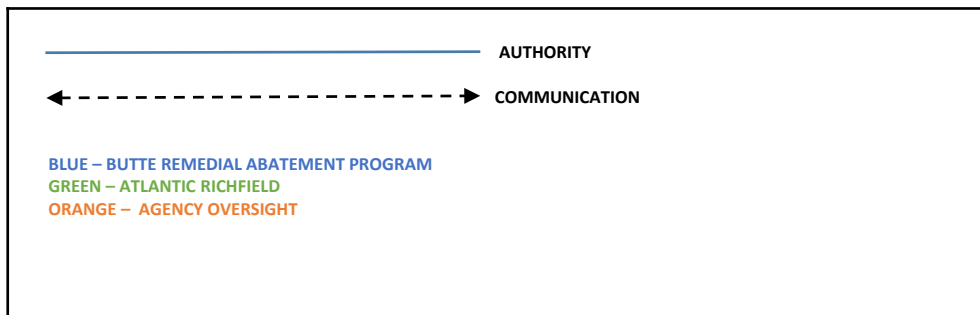 AUTHORITY
COMMUNICATION
BLUE – BUTTE REMEDIAL ABATEMENT PROGRAM
GREEN – ATLANTIC RICHFIELD
ORANGE – AGENCY OVERSIGHT